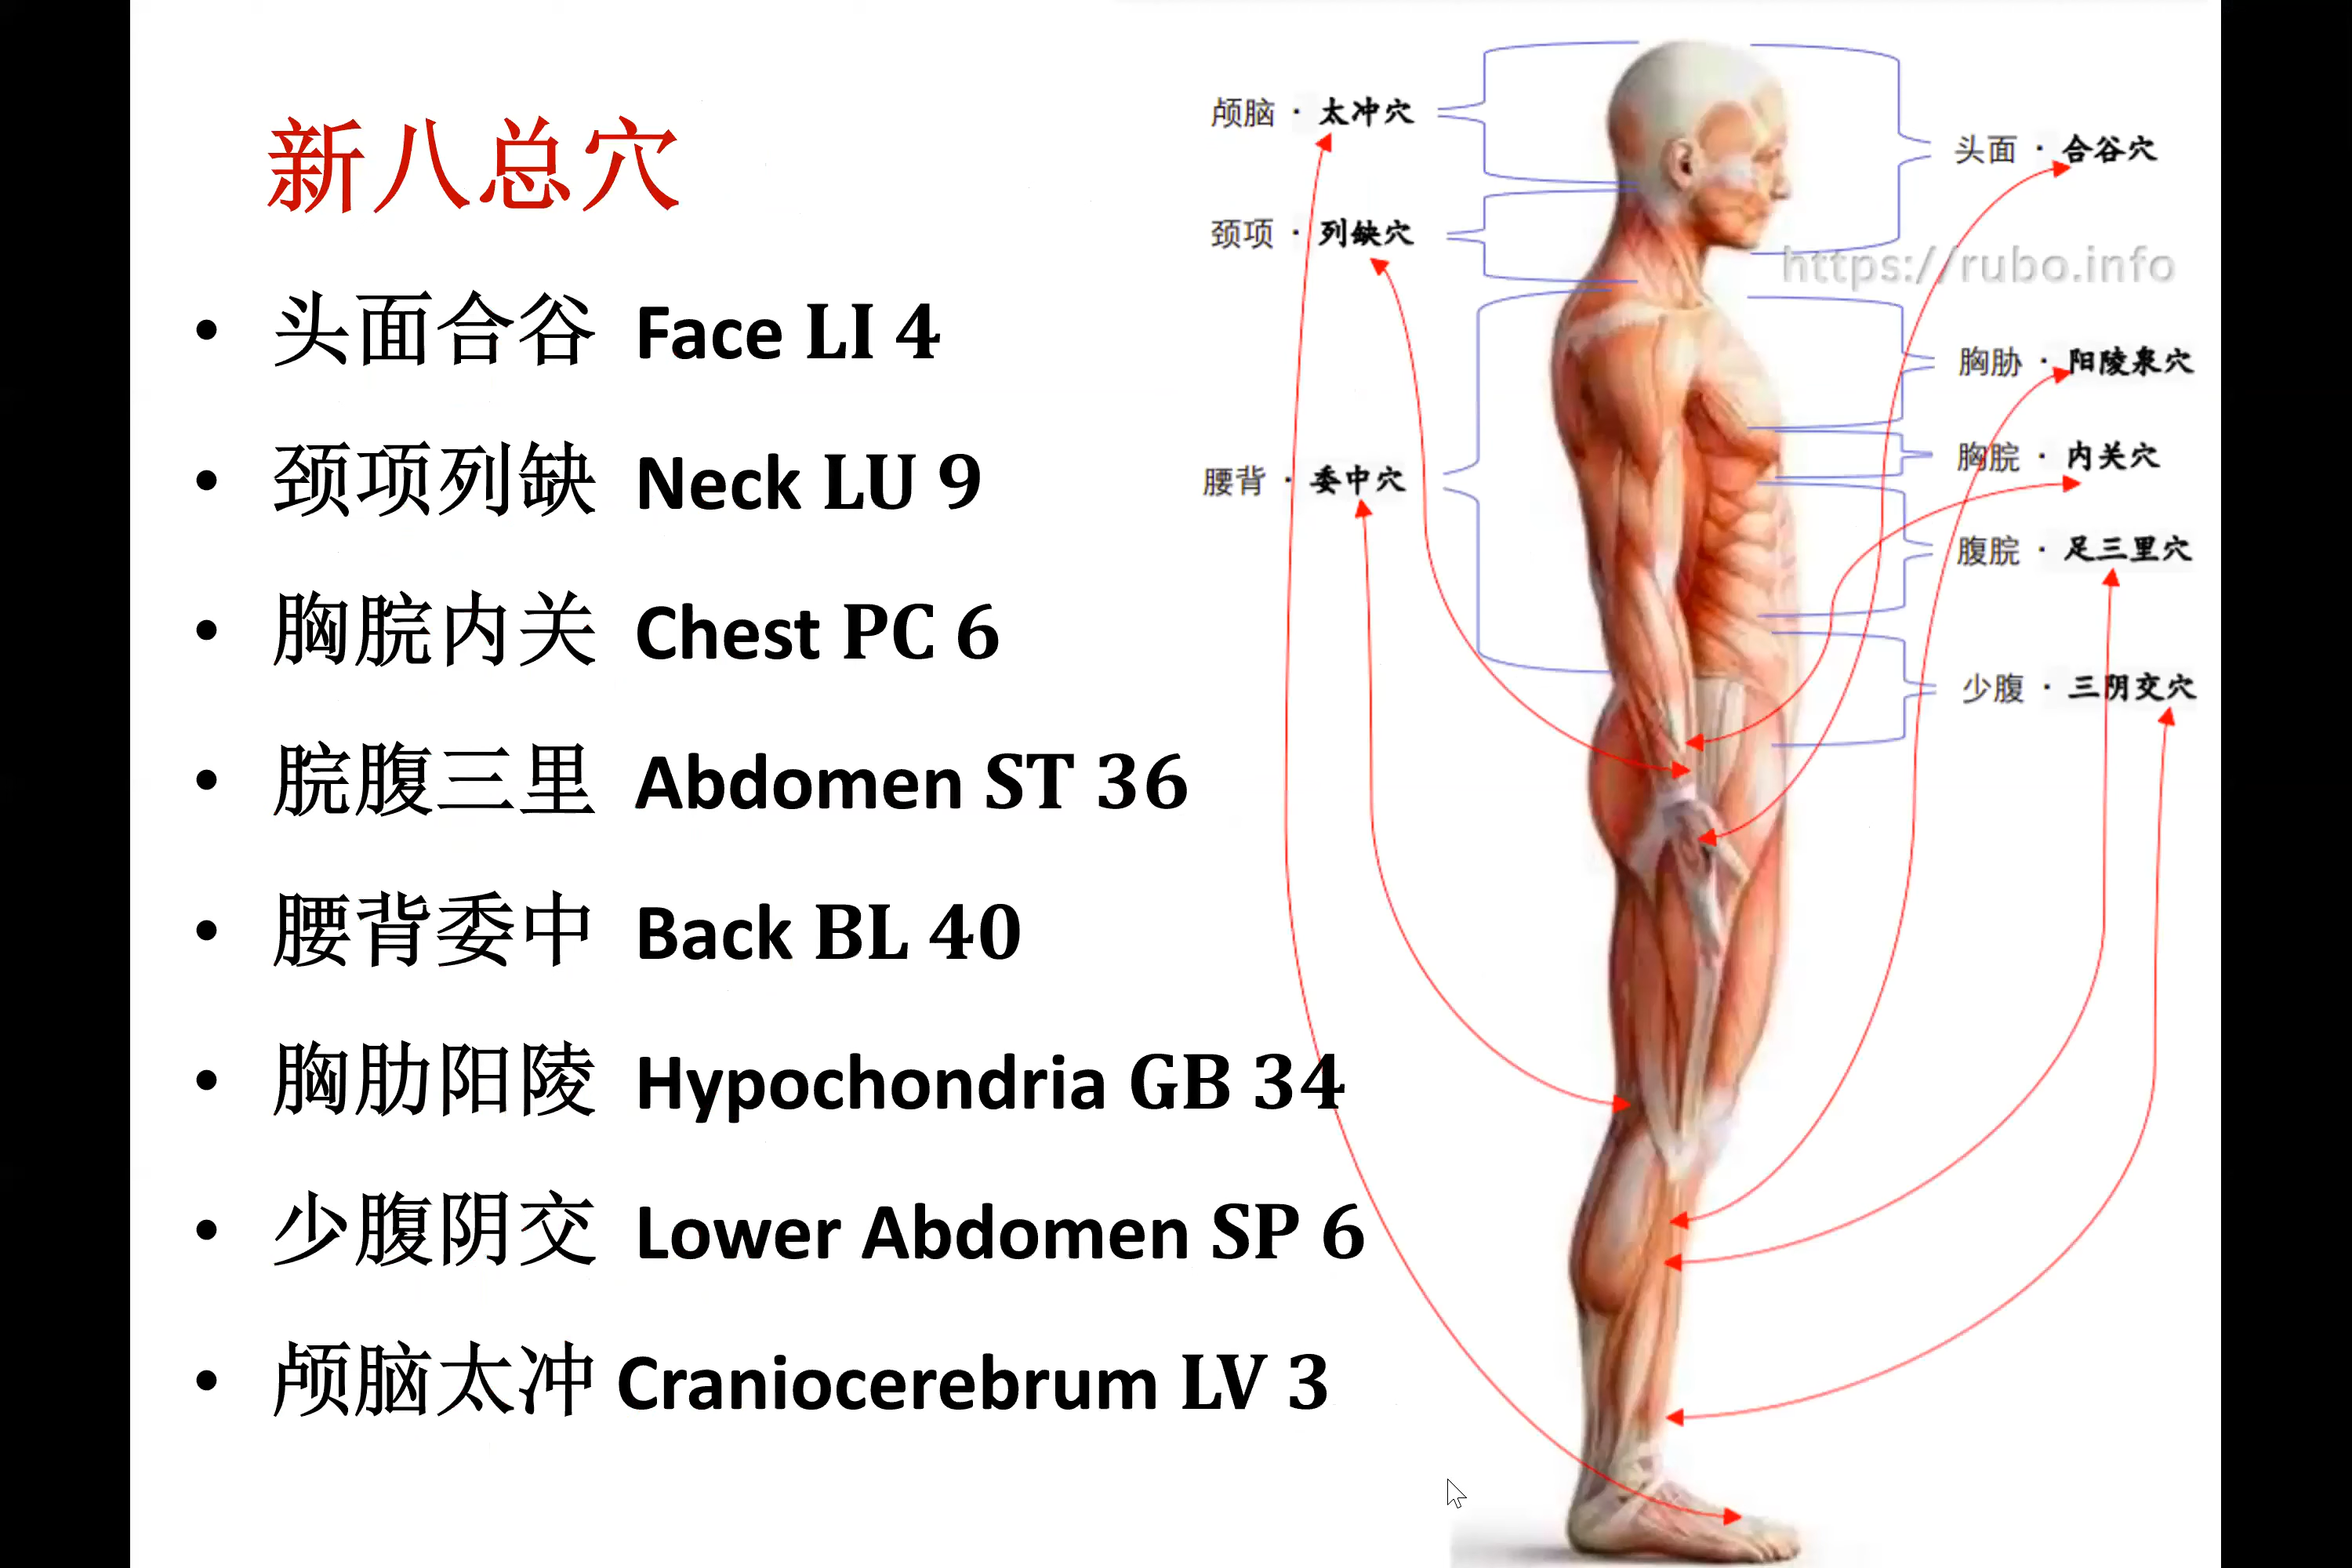 新八总穴
• 头面合谷 Face LI 4
• 颈项列缺 Neck LU 9
• 胸脘内关 Chest PC 6
• 脘腹三里 Abdomen ST 36
• 腰背委中 Back BL 40
• 胸肋阳陵 Hypochondria GB 34
• 少腹阴交 Lower Abdomen SP 6
• 颅脑太冲 Craniocerebrum LV 3
颅脑 · 太冲穴
颈项 · 列缺穴
腰背 · 委中穴
头面 · 合谷穴
https://rubo.info
胸胁 · 阳陵泉穴
胸脘 · 内关穴
腹脘 · 足三里穴
少腹 · 三阴交穴